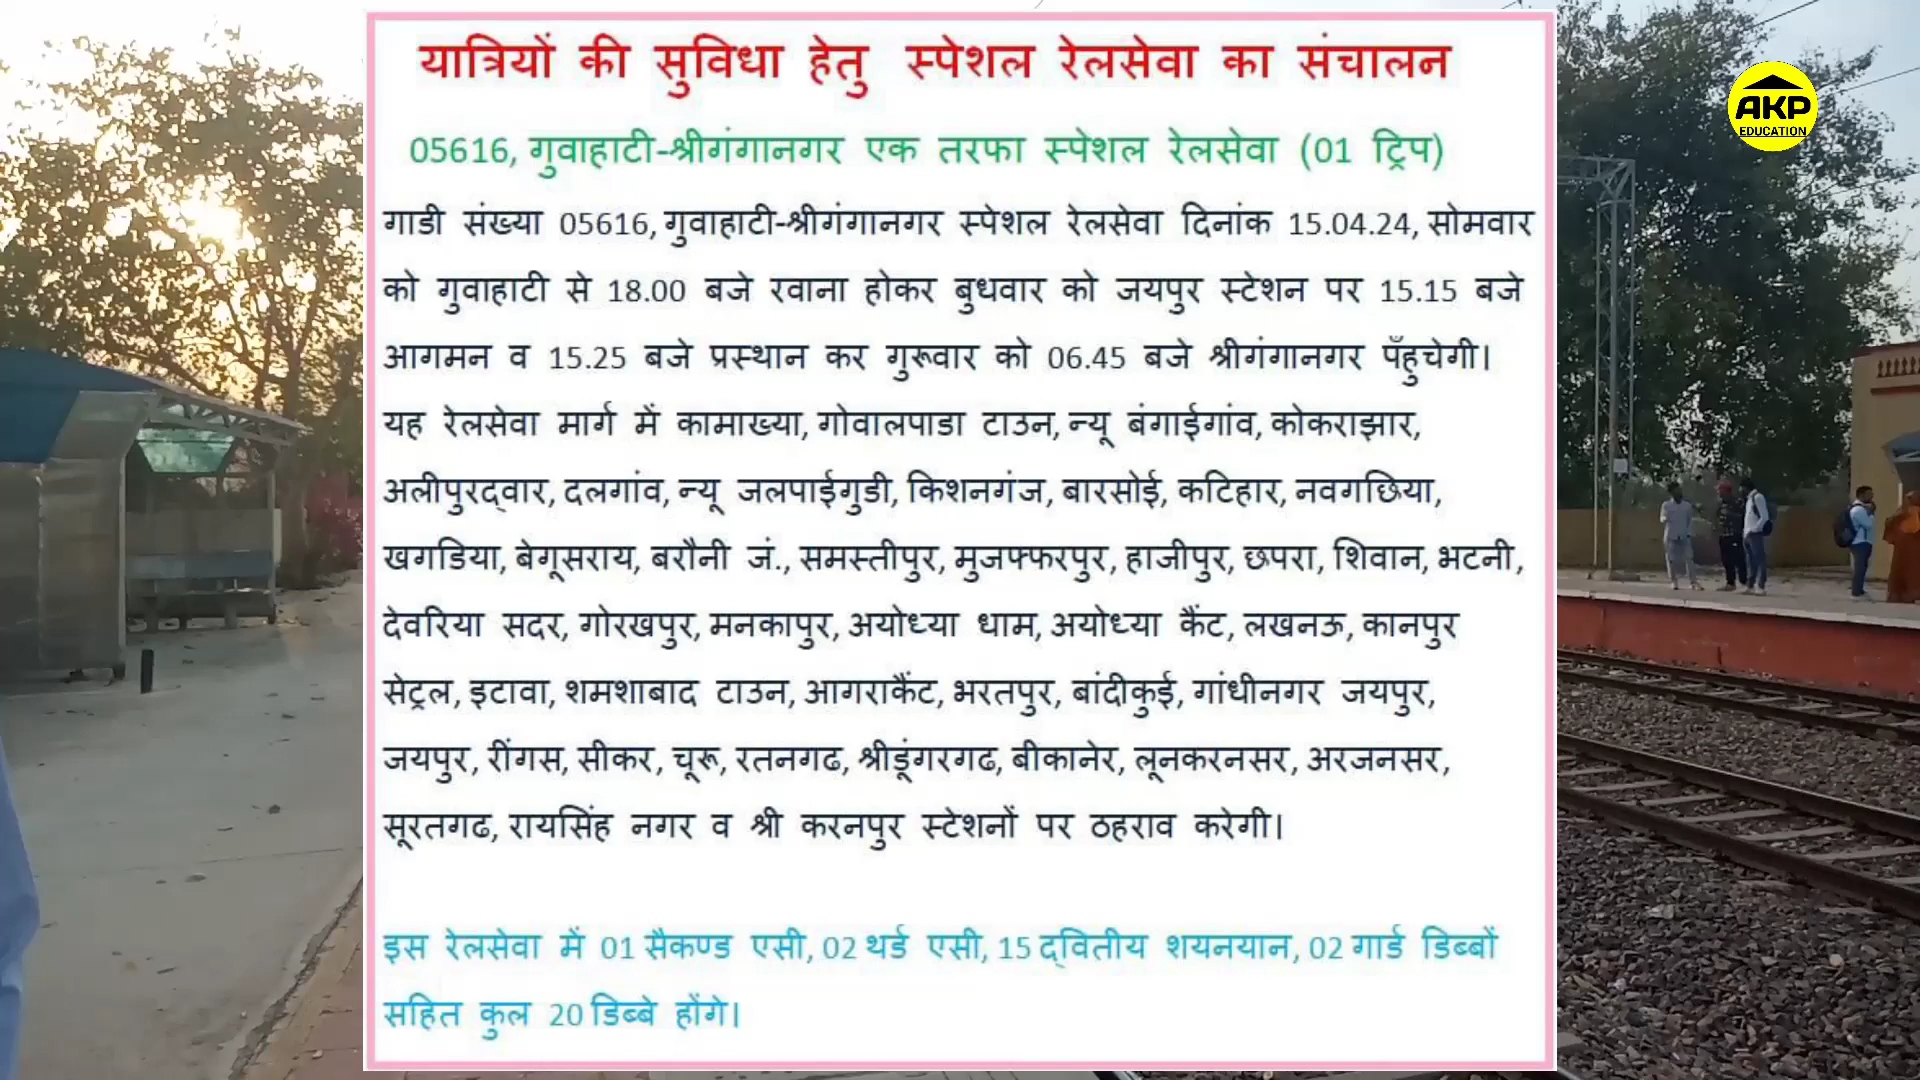 यात्रियों की सुविधा हेतु स्पेशल रेलसेवा का संचालन
05616, गुवाहाटी-श्रीगंगानगर एक तरफा स्पेशल रेलसेवा (01 ट्रिप)
गाडी संख्या 05616, गुवाहाटी-श्रीगंगानगर स्पेशल रेलसेवा दिनांक 15.04.24, सोमवार
को गुवाहाटी से 18.00 बजे रवाना होकर बुधवार को जयपुर स्टेशन पर 15.15 बजे
आगमन व 15.25 बजे प्रस्थान कर गुरूवार को 06.45 बजे श्रीगंगानगर पँहुचेगी।
यह रेलसेवा मार्ग में कामाख्या, गोवालपाडा टाउन, न्यू बंगाईगांव, कोकराझार,
अलीपुरद्वार, दलगांव, न्यू जलपाईगुडी, किशनगंज, बारसोई, कटिहार, नवगछिया,
खगडिया, बेगूसराय, बरौनी जं., समस्तीपुर, मुजफ्फरपुर, हाजीपुर, छपरा, शिवान, भटनी,
देवरिया सदर, गोरखपुर, मनकापुर, अयोध्या धाम, अयोध्या कैंट, लखनऊ, कानपुर
सेट्रल, इटावा, शमशाबाद टाउन, आगराकैंट, भरतपुर, बांदीकुई, गांधीनगर जयपुर,
जयपुर, रींगस, सीकर, चूरू, रतनगढ, श्रीडूंगरगढ, बीकानेर, लूनकरनसर, अरजनसर,
सूरतगढ, रायसिंह नगर व श्री करनपुर स्टेशनों पर ठहराव करेगी।
इस रेलसेवा में 01 सैकण्ड एसी, 02 थर्ड एसी, 15 द्वितीय शयनयान, 02 गार्ड डिब्बों
सहित कुल 20 डिब्बे होंगे।
AKP
EDUCATION